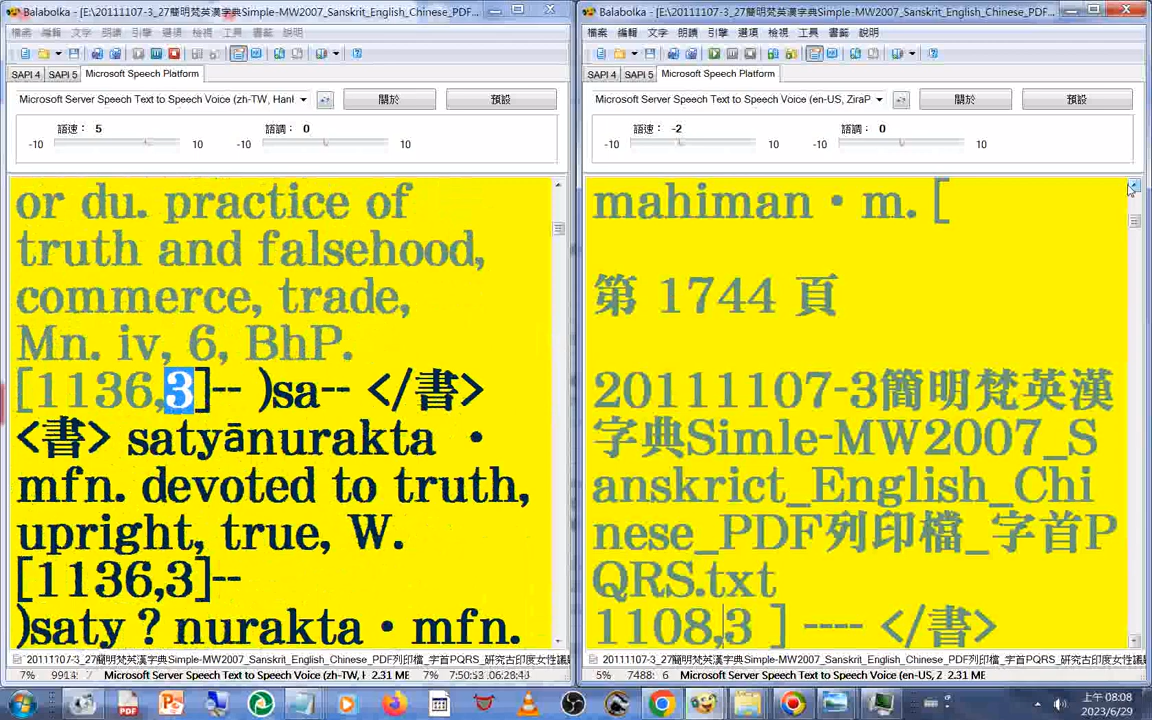 Balabolka - [E:\20111107-3_27簡明梵英漢字典Simple-MW2007_Sanskrit_English_Chinese_PDF...
檔案 編輯 文字 朗讀 引擎 選項 檢視 工具 書籤 說明
SAPI 4 SAPI 5 Microsoft Speech Platform
Microsoft Server Speech Text to Speech Voice (zh-TW, Hanl
關於
預設
語速: 5
語調: 0
-10 10 -10 10
or du. practice of
truth and falsehood,
commerce, trade,
Mn. iv, 6, BhP.
[1136,3]-- )sa-- </書>
<書> satyānurakta •
mfn. devoted to truth,
upright, true, W.
[1136,3]--
)saty ? nurakta • mfn.
20111107-3_27簡明梵英漢字典Simple-MW2007_Sanskrit_English_Chinese_PDF列印檔_字首PQRS_研究古印度女性議
7% 7:50:53 Microsoft Server Speech Text to Speech Voice (zh-TW, 2.31 ME
Balabolka - [E:\20111107-3_27簡明梵英漢字典Simple-MW2007_Sanskrit_English_Chinese_PDF...
檔案 編輯 文字 朗讀 引擎 選項 檢視 工具 書籤 說明
SAPI 4 SAPI 5 Microsoft Speech Platform
Microsoft Server Speech Text to Speech Voice (en-US, ZiraP
關於
預設
語速: -2
語調: 0
-10 10 -10 10
mahiman • m. [
第 1744 頁
20111107-3簡明梵英漢
字典Simle-MW2007_S
anskrict_English_Chi
nese_PDF列印檔_字首P
QRS.txt
1108,3 ] ---- </書>
20111107-3_27簡明梵英漢字典Simple-MW2007_Sanskrit_English_Chinese_PDF列印檔_字首PQRS_研究古印度女性議
5% 7488: 6 Microsoft Server Speech Text to Speech Voice (en-US, Z 2.31 ME
上午 08:08
2023/6/29